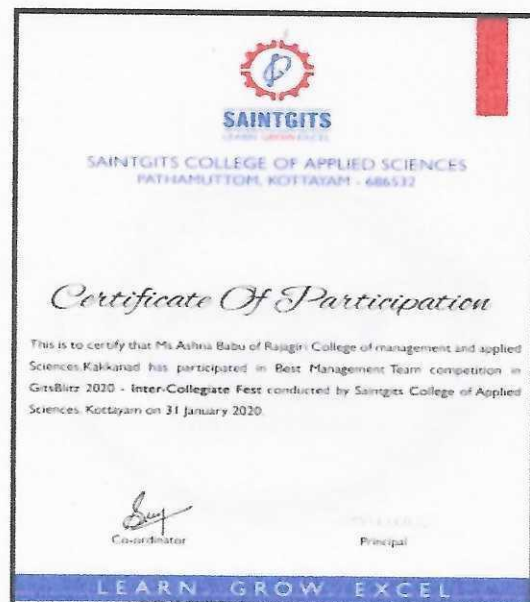 SAINTGITS
LEARN GROW EXCEL
SAINTGITS COLLEGE OF APPLIED SCIENCES
PATHAMUTTOM, KOTTAYAM - 686532
Certificate Of Participation
This is to certify that Ms Ashna Babu of Rajagiri College of management and applied
Sciences, Kakkanad has participated in Best Management Team competition in
GitsBlitz 2020 - Inter-Collegiate Fest conducted by Saintgits College of Applied
Sciences, Kottayam on 31 January 2020.
Co-ordinator
Principal
LEARN GROW EXCEL